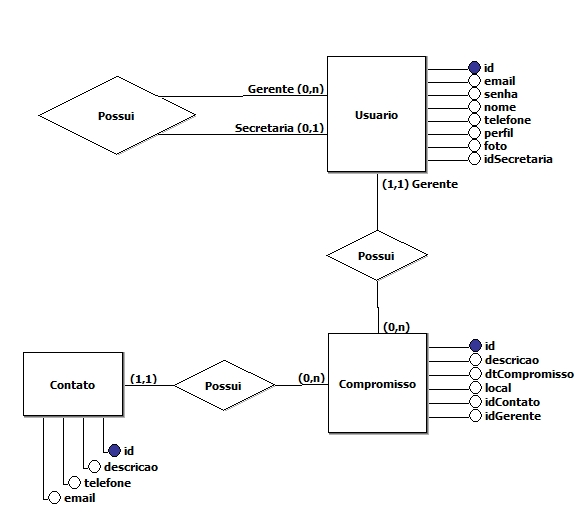 id
email
Gerente (0,n)
senha
nome
Possui
Usuario
telefone
Secretaria (0,1)
perfil
foto
idSecretaria
(1,1) Gerente
Possui
(0,n)
id
descricao
dtCompromisso
Contato
(1,1)
Possui
(0,n)
Compromisso
local
idContato
idGerente
id
descricao
telefone
email